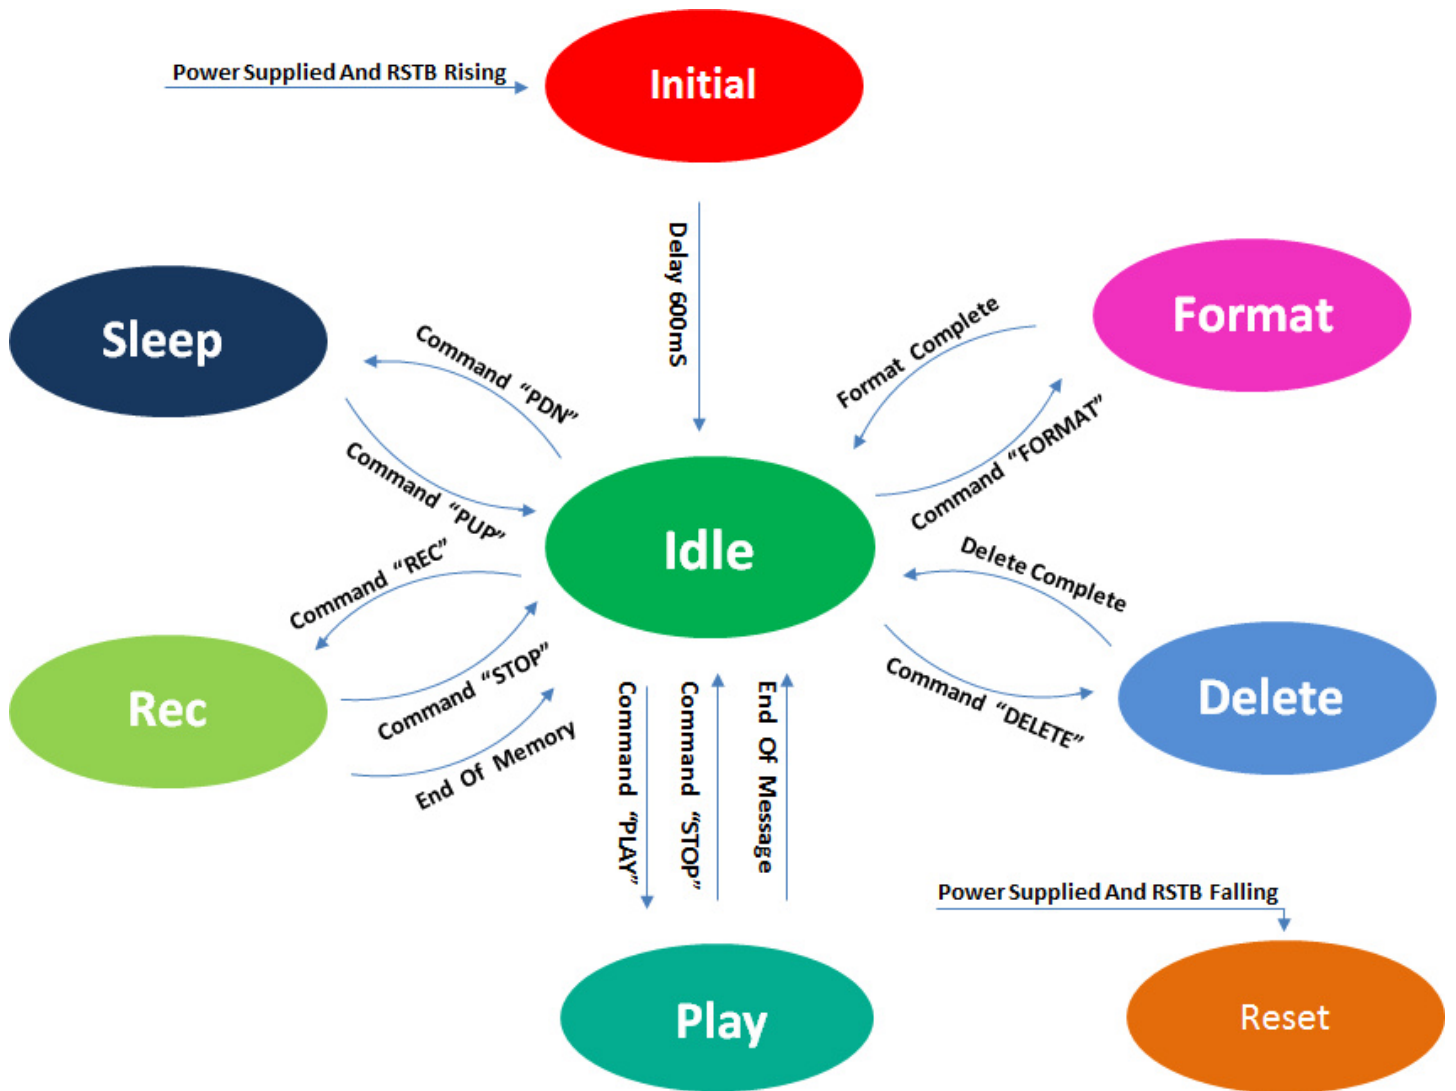 Power Supplied And RSTB Rising
Initial
Delay 600mS
Sleep
Format
Command “PDN”
Format Complete
Command “PUP”
Command “FORMAT”
Idle
Command “REC”
Delete Complete
Rec
Command “STOP”
End Of Memory
Command “DELETE”
Delete
Command “PLAY”
Command “STOP”
End Of Message
Power Supplied And RSTB Falling
Play
Reset